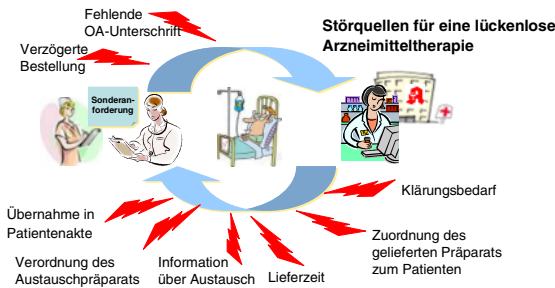 Störquellen für eine lückenlose
Arzneimitteltherapie
Fehlende
OA-Unterschrift
Verzögerte
Bestellung
Sonderan-
forderung
A
Klärungsbedarf
Zuordnung des
gelieferten Präparats
zum Patienten
Lieferzeit
Information
über Austausch
Verordnung des
Austauschpräparats
Übernahme in
Patientenakte